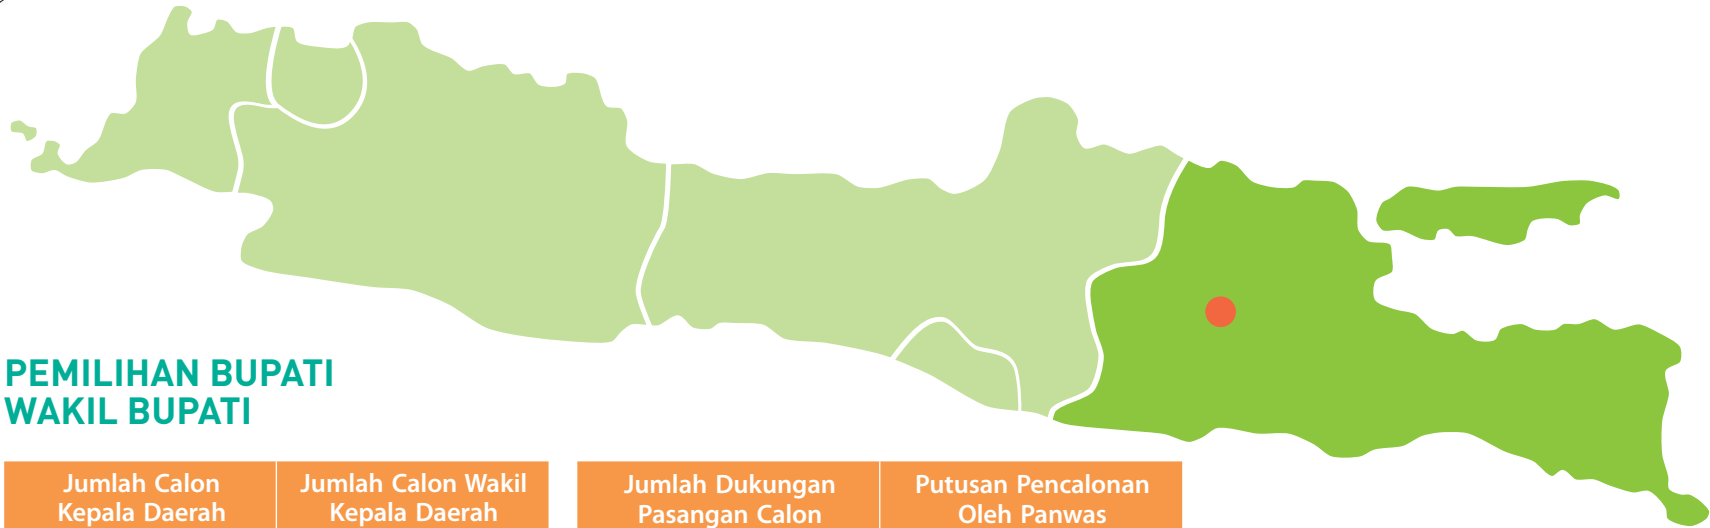 PEMILIHAN BUPATI
WAKIL BUPATI
Jumlah Calon
Kepala Daerah
Jumlah Calon Wakil
Kepala Daerah
Jumlah Dukungan
Pasangan Calon
Putusan Pencalonan
Oleh Panwas